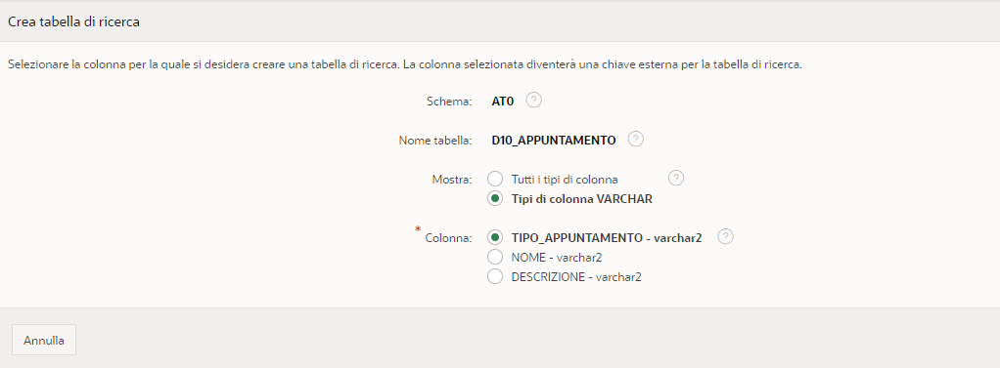 Crea tabella di ricerca
Selezionare la colonna per la quale si desidera creare una tabella di ricerca. La colonna selezionata diventerà una chiave esterna per la tabella di ricerca.
Schema: AT0 ?
Nome tabella: D10_APPUNTAMENTO ?
Mostra: Tutti i tipi di colonna ?
Tipi di colonna VARCHAR
* Colonna: TIPO_APPUNTAMENTO - varchar2 ?
NOME - varchar2
DESCRIZIONE - varchar2
Annulla